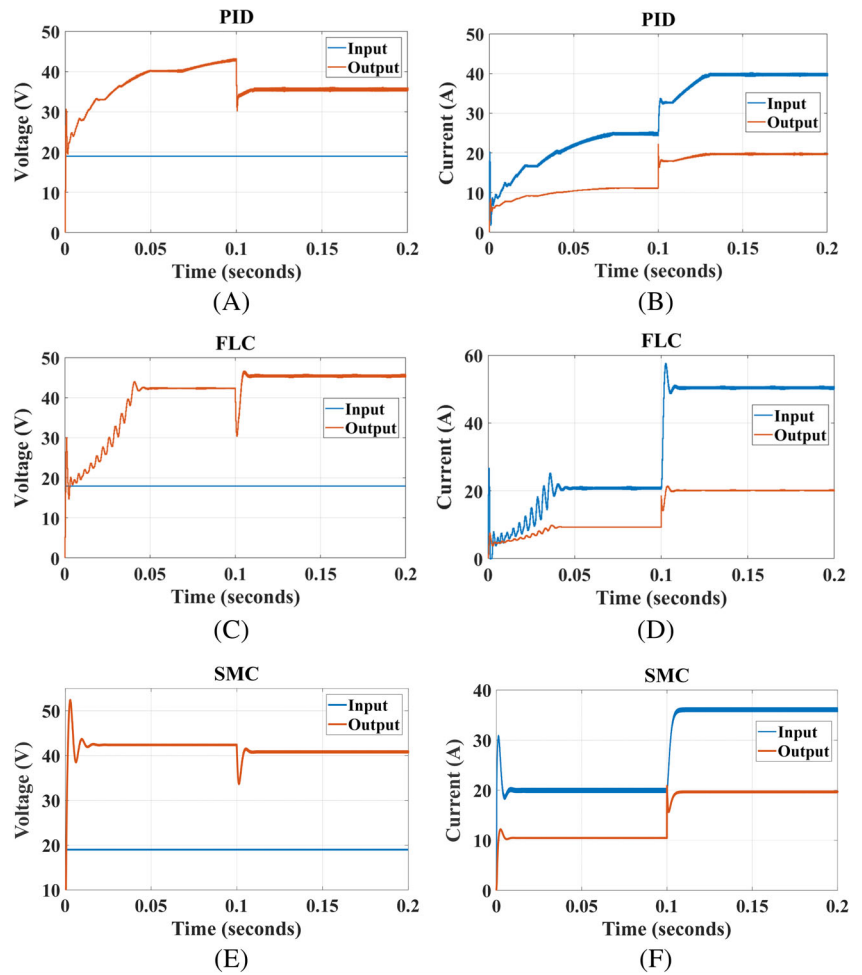 PID
50
40
30
20
10
0
Voltage (V)
Input
Output
0
0.05
0.1
0.15
0.2
Time (seconds)
(A)
PID
50
40
30
20
10
0
Current (A)
Input
Output
0
0.05
0.1
0.15
0.2
Time (seconds)
(B)
FLC
50
40
30
20
10
0
Voltage (V)
Input
Output
0
0.05
0.1
0.15
0.2
Time (seconds)
(C)
FLC
60
40
20
0
Current (A)
Input
Output
0
0.05
0.1
0.15
0.2
Time (seconds)
(D)
SMC
50
40
30
20
10
Voltage (V)
Input
Output
0
0.05
0.1
0.15
0.2
Time (seconds)
(E)
SMC
40
30
20
10
0
Current (A)
Input
Output
0
0.05
0.1
0.15
0.2
Time (seconds)
(F)